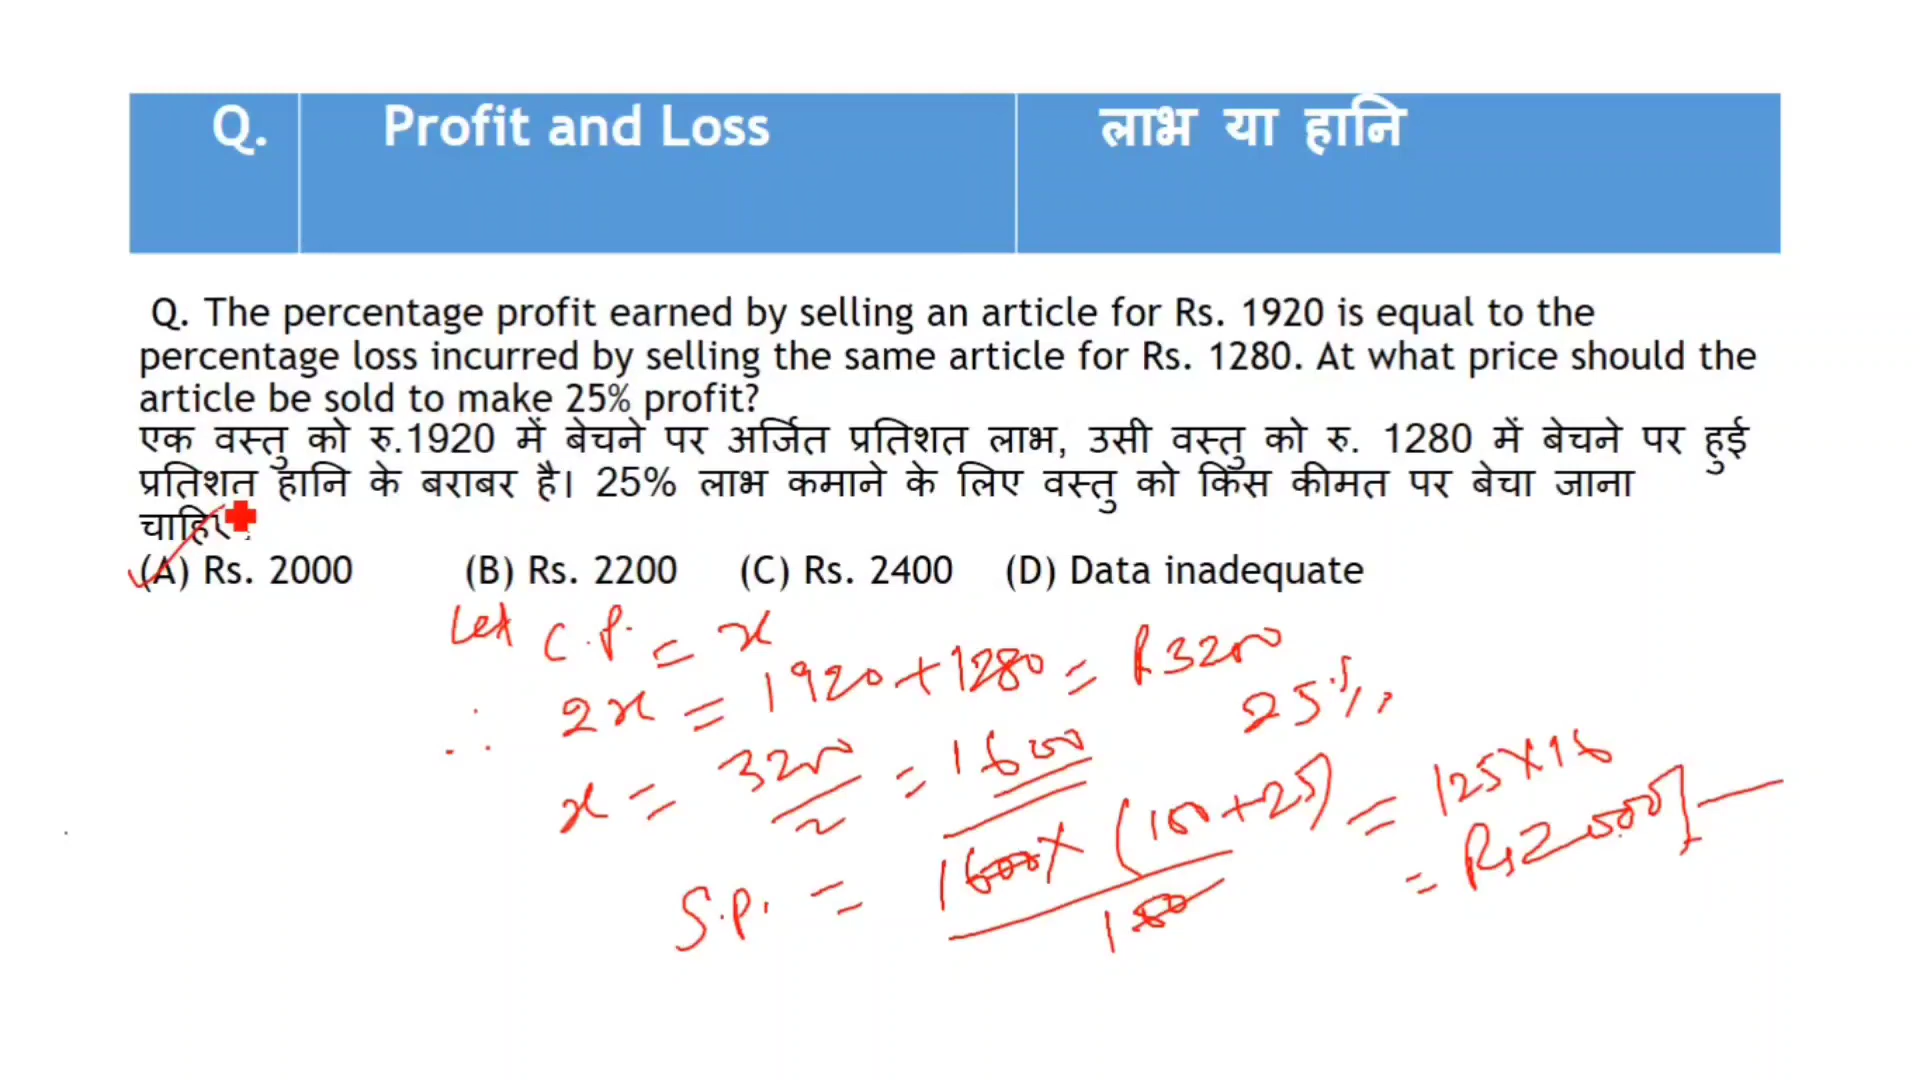 Q. Profit and Loss लाभ या हानि
Q. The percentage profit earned by selling an article for Rs. 1920 is equal to the
percentage loss incurred by selling the same article for Rs. 1280. At what price should the
article be sold to make 25% profit?
एक वस्तु को रु.1920 में बेचने पर अर्जित प्रतिशत लाभ, उसी वस्तु को रु. 1280 में बेचने पर हुई
प्रतिशत हानि के बराबर है। 25% लाभ कमाने के लिए वस्तु को किस कीमत पर बेचा जाना
(A) Rs. 2000 (B) Rs. 2200 (C) Rs. 2400 (D) Data inadequate
Let C.P. = x
∴ 2x = 1920 + 1280 = R 3200
25%
x = 3200/2 = 1600
S.P. = 1600 × (100 + 25)/100 = 125 × 16
= Rs 2000